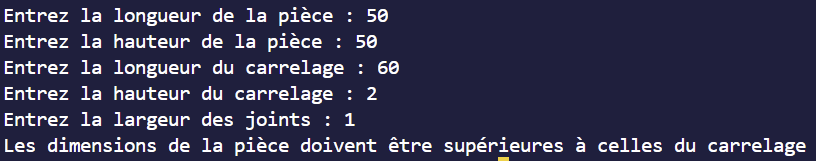 Entrez la longueur de la pièce : 50
Entrez la hauteur de la pièce : 50
Entrez la longueur du carrelage : 60
Entrez la hauteur du carrelage : 2
Entrez la largeur des joints : 1
Les dimensions de la pièce doivent être supérieures à celles du carrelage